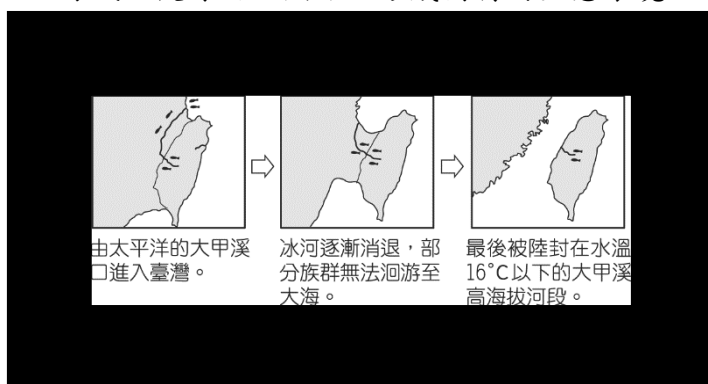 由太平洋的大甲溪
口進入臺灣。
冰河逐漸消退，部
分族群無法洄游至
大海。
最後被陸封在水溫
16°C以下的大甲溪
高海拔河段。